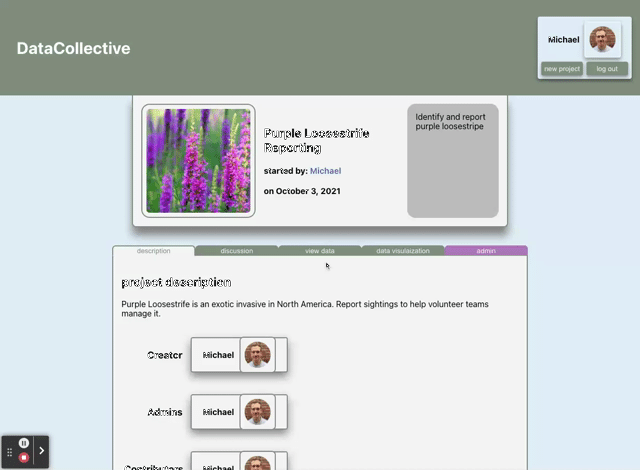 DataCollective
Michael
new project
log out
Purple Loosestrife
Reporting
started by: Michael
on October 3, 2021
Identify and report
purple loosestripe
description
discussion
view data
data visulaization
admin
project description
Purple Loosestrife is an exotic invasive in North America. Report sightings to help volunteer teams
manage it.
Creator
Michael
Admins
Michael
Contributors
Michael